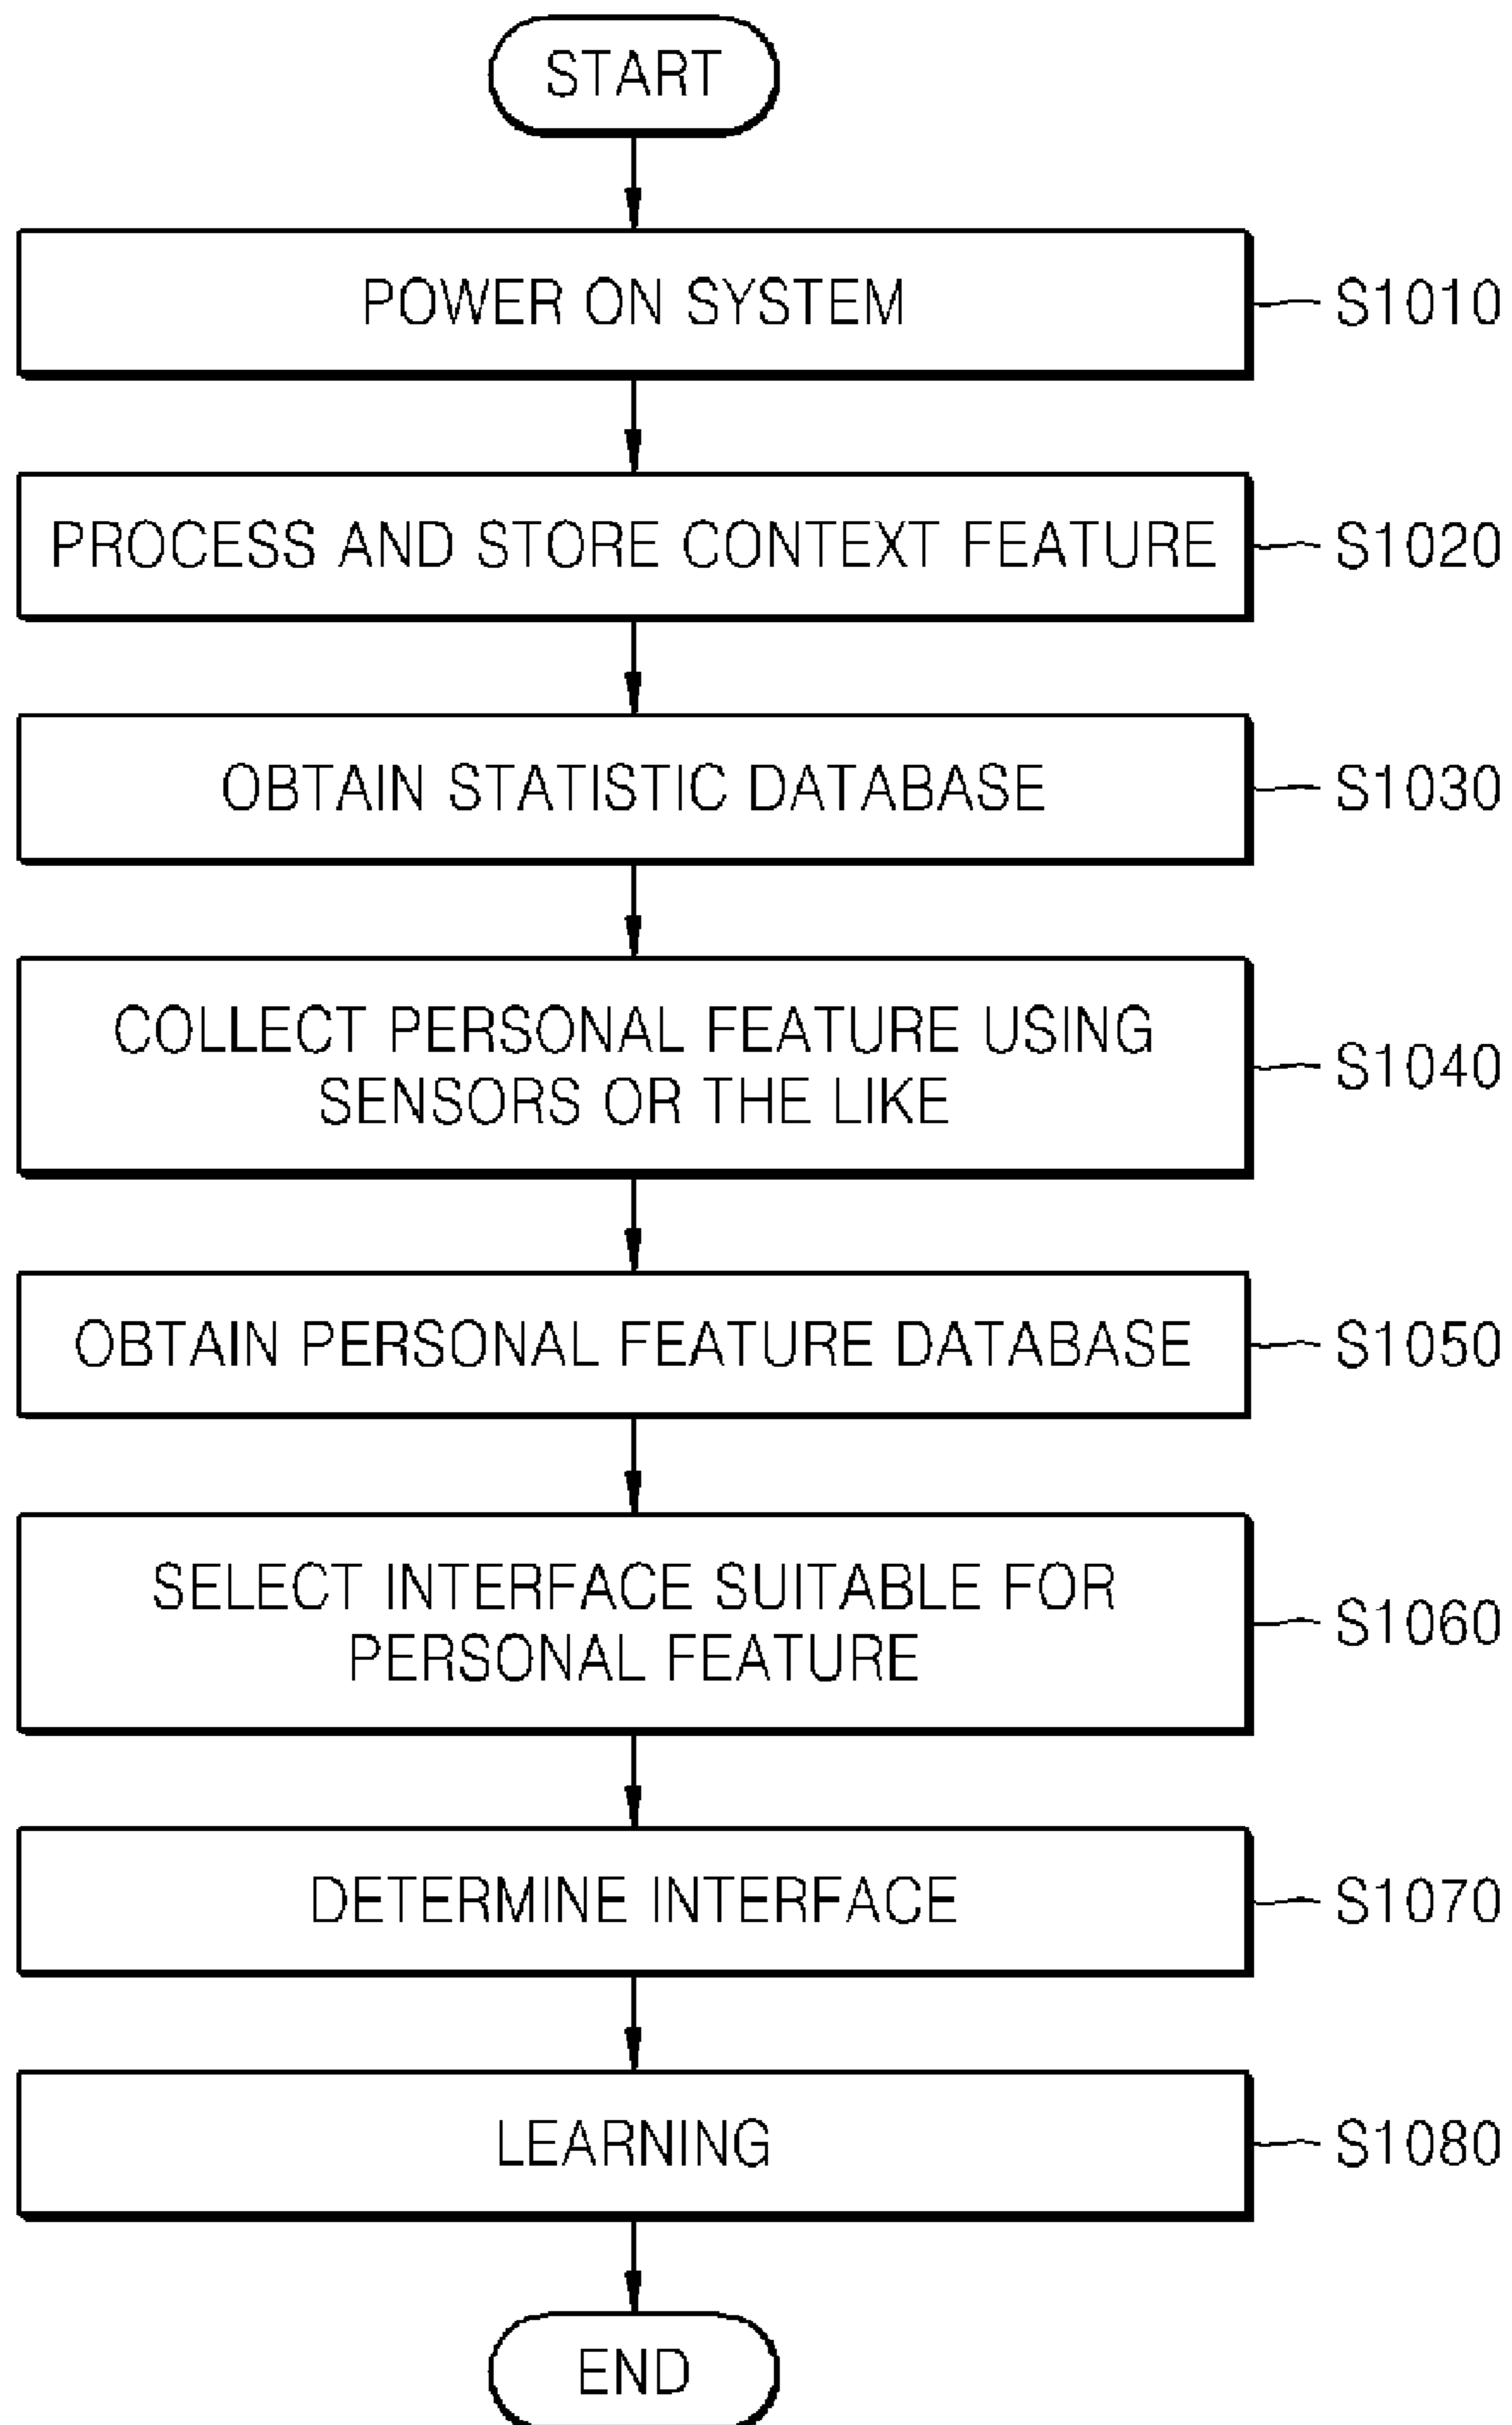 START
POWER ON SYSTEM
S1010
PROCESS AND STORE CONTEXT FEATURE
S1020
OBTAIN STATISTIC DATABASE
S1030
COLLECT PERSONAL FEATURE USING
SENSORS OR THE LIKE
S1040
OBTAIN PERSONAL FEATURE DATABASE
S1050
SELECT INTERFACE SUITABLE FOR
PERSONAL FEATURE
S1060
DETERMINE INTERFACE
S1070
LEARNING
S1080
END